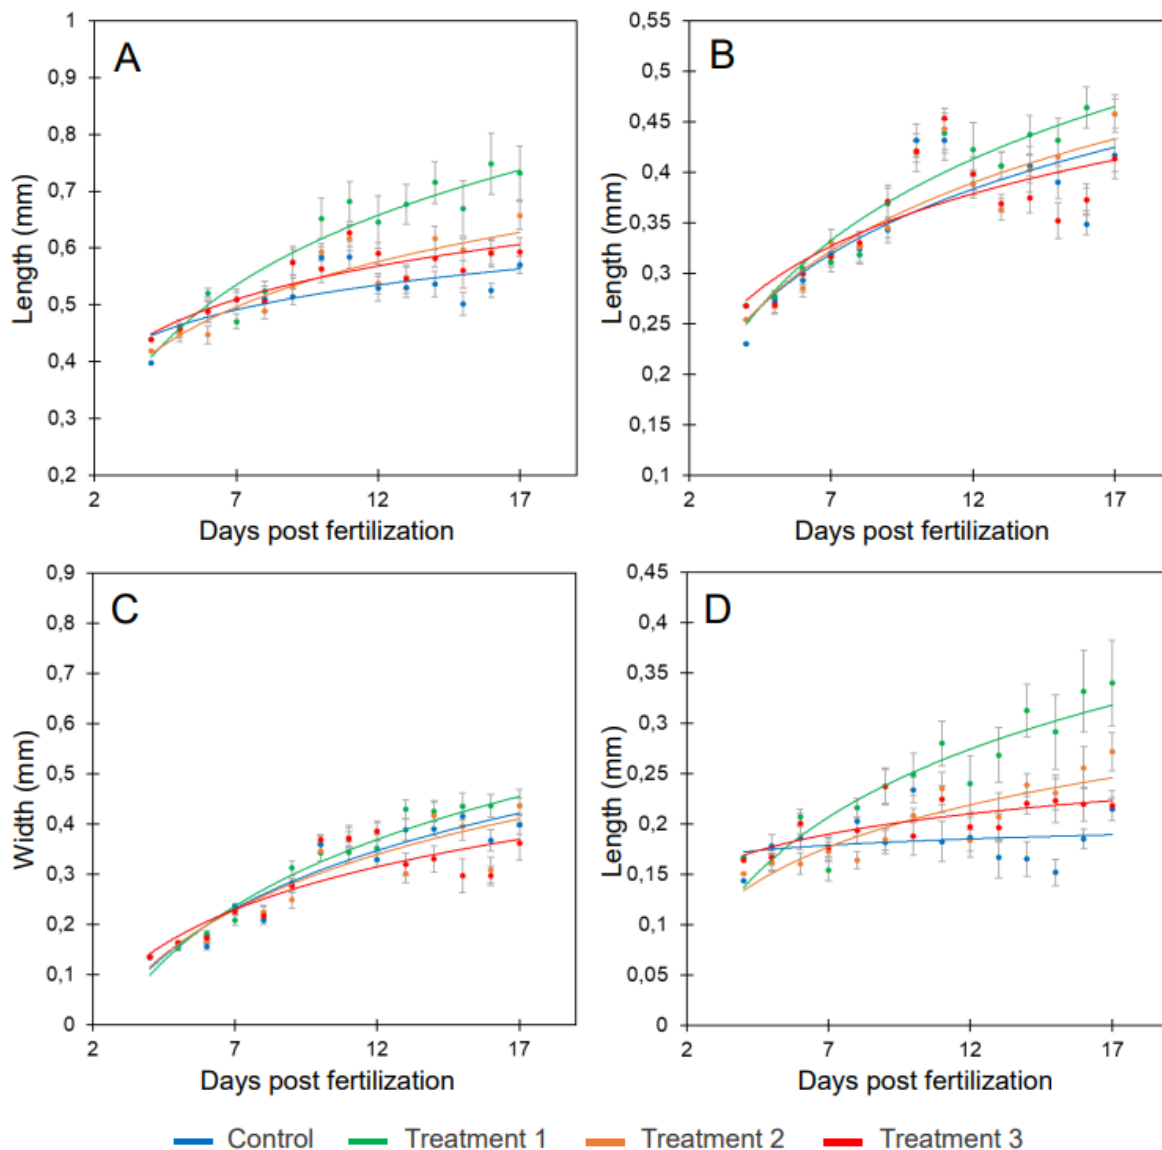 A
1
0,9
0,8
0,7
0,6
0,5
0,4
0,3
0,2
Length (mm)
2 7 12 17
Days post fertilization
B
0,55
0,5
0,45
0,4
0,35
0,3
0,25
0,2
0,15
0,1
Length (mm)
2 7 12 17
Days post fertilization
C
0,9
0,8
0,7
0,6
0,5
0,4
0,3
0,2
0,1
0
Width (mm)
2 7 12 17
Days post fertilization
D
0,45
0,4
0,35
0,3
0,25
0,2
0,15
0,1
0,05
0
Length (mm)
2 7 12 17
Days post fertilization
Control Treatment 1 Treatment 2 Treatment 3